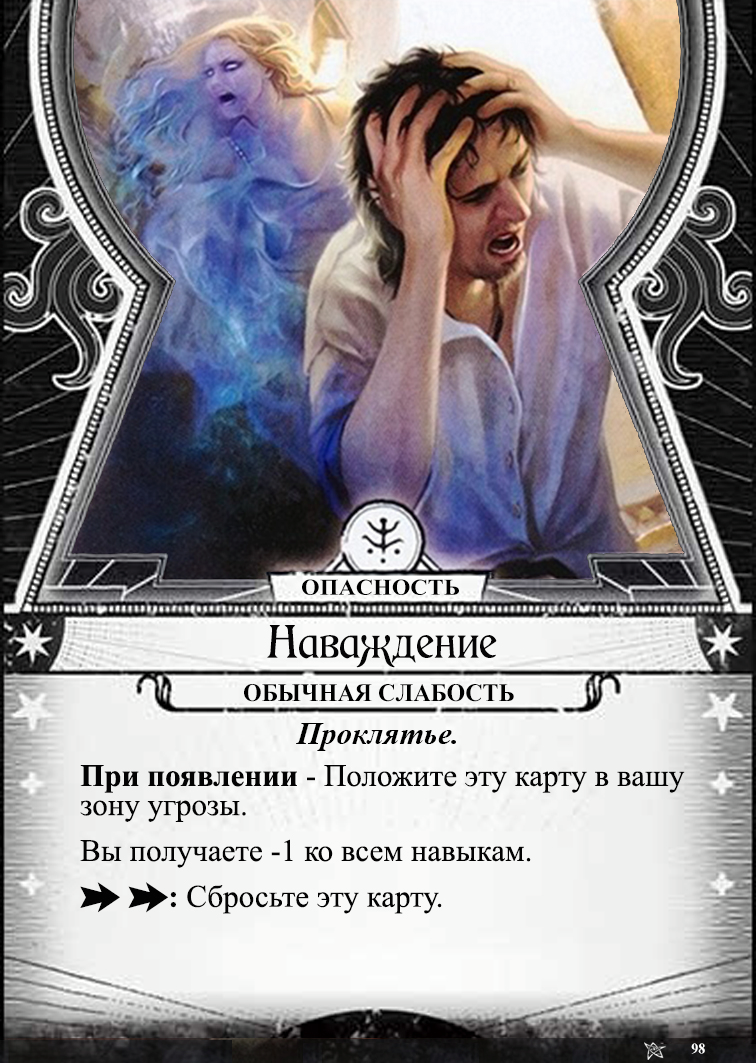 ОПАСНОСТЬ
Наваждение
ОБЫЧНАЯ СЛАБОСТЬ
Проклятье.
При появлении - Положите эту карту в вашу
зону угрозы.
Вы получаете -1 ко всем навыкам.
: Сбросьте эту карту.
98